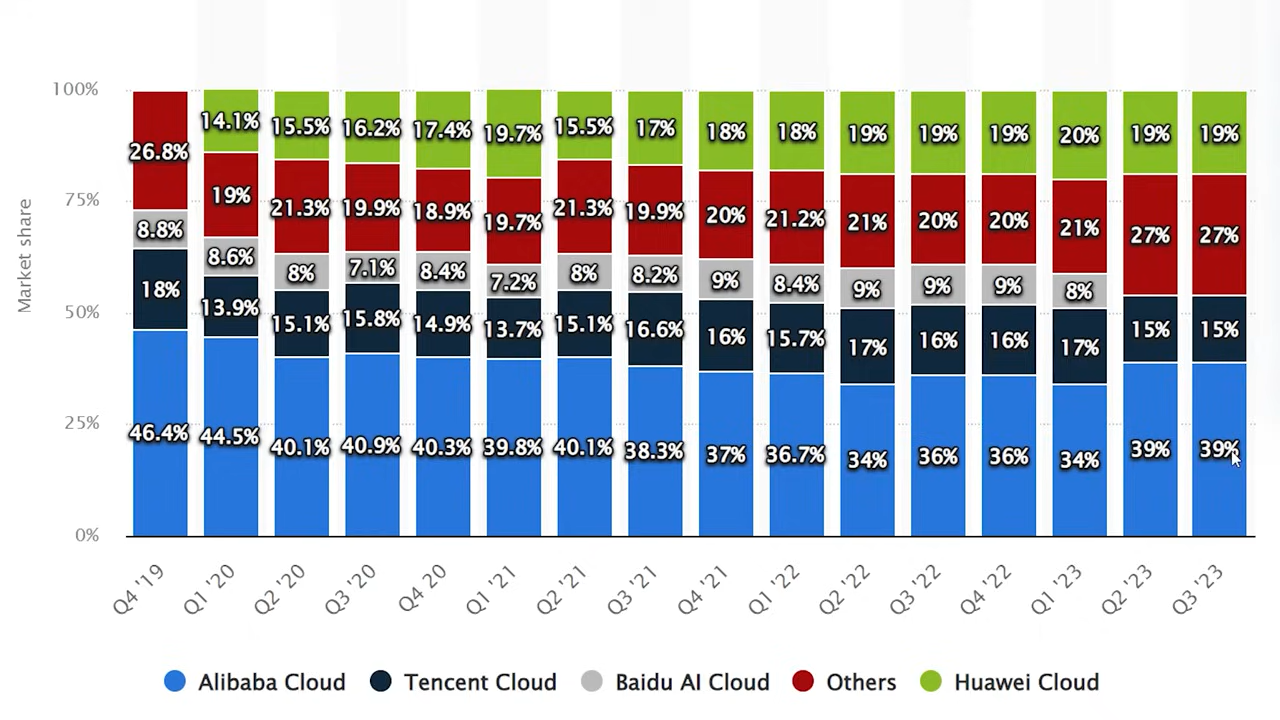 100%
75%
50%
25%
0%
Market share
14.1% 15.5% 16.2% 17.4% 19.7% 15.5% 17% 18% 18% 19% 19% 19% 20% 19% 19%
26.8% 19% 21.3% 19.9% 18.9% 19.7% 21.3% 19.9% 20% 21.2% 21% 20% 20% 21% 27% 27%
8.8% 8.6% 8% 7.1% 8.4% 7.2% 8% 8.2% 9% 8.4% 9% 9% 9% 8%
18% 13.9% 15.1% 15.8% 14.9% 13.7% 15.1% 16.6% 16% 15.7% 17% 16% 16% 17% 15% 15%
46.4% 44.5% 40.1% 40.9% 40.3% 39.8% 40.1% 38.3% 37% 36.7% 34% 36% 36% 34% 39% 39%
Q4 '19 Q1 '20 Q2 '20 Q3 '20 Q4 20 Q1 '21 Q2 '21 Q3 '21 Q4 '21 Q1 '22 Q2 '22 Q3 '22 Q4 '22 Q1 '23 Q2 '23 Q3 '23
Alibaba Cloud Tencent Cloud Baidu AI Cloud Others Huawei Cloud